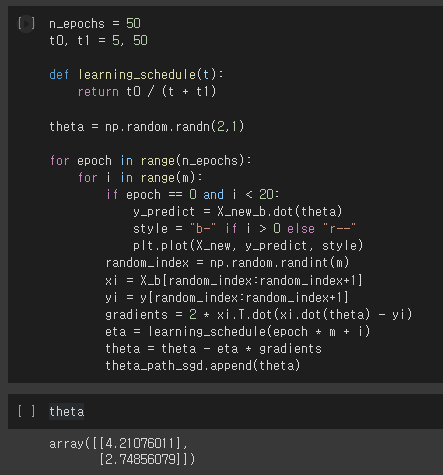 [ ] n_epochs = 50
t0, t1 = 5, 50
def learning_schedule(t):
return t0 / (t + t1)
theta = np.random.randn(2,1)
for epoch in range(n_epochs):
for i in range(m):
if epoch == 0 and i < 20:
y_predict = X_new_b.dot(theta)
style = "b-" if i > 0 else "r--"
plt.plot(X_new, y_predict, style)
random_index = np.random.randint(m)
xi = X_b[random_index:random_index+1]
yi = y[random_index:random_index+1]
gradients = 2 * xi.T.dot(xi.dot(theta) - yi)
eta = learning_schedule(epoch * m + i)
theta = theta - eta * gradients
theta_path_sgd.append(theta)
[ ] theta
array([[4.21076011],
[2.74856079]])